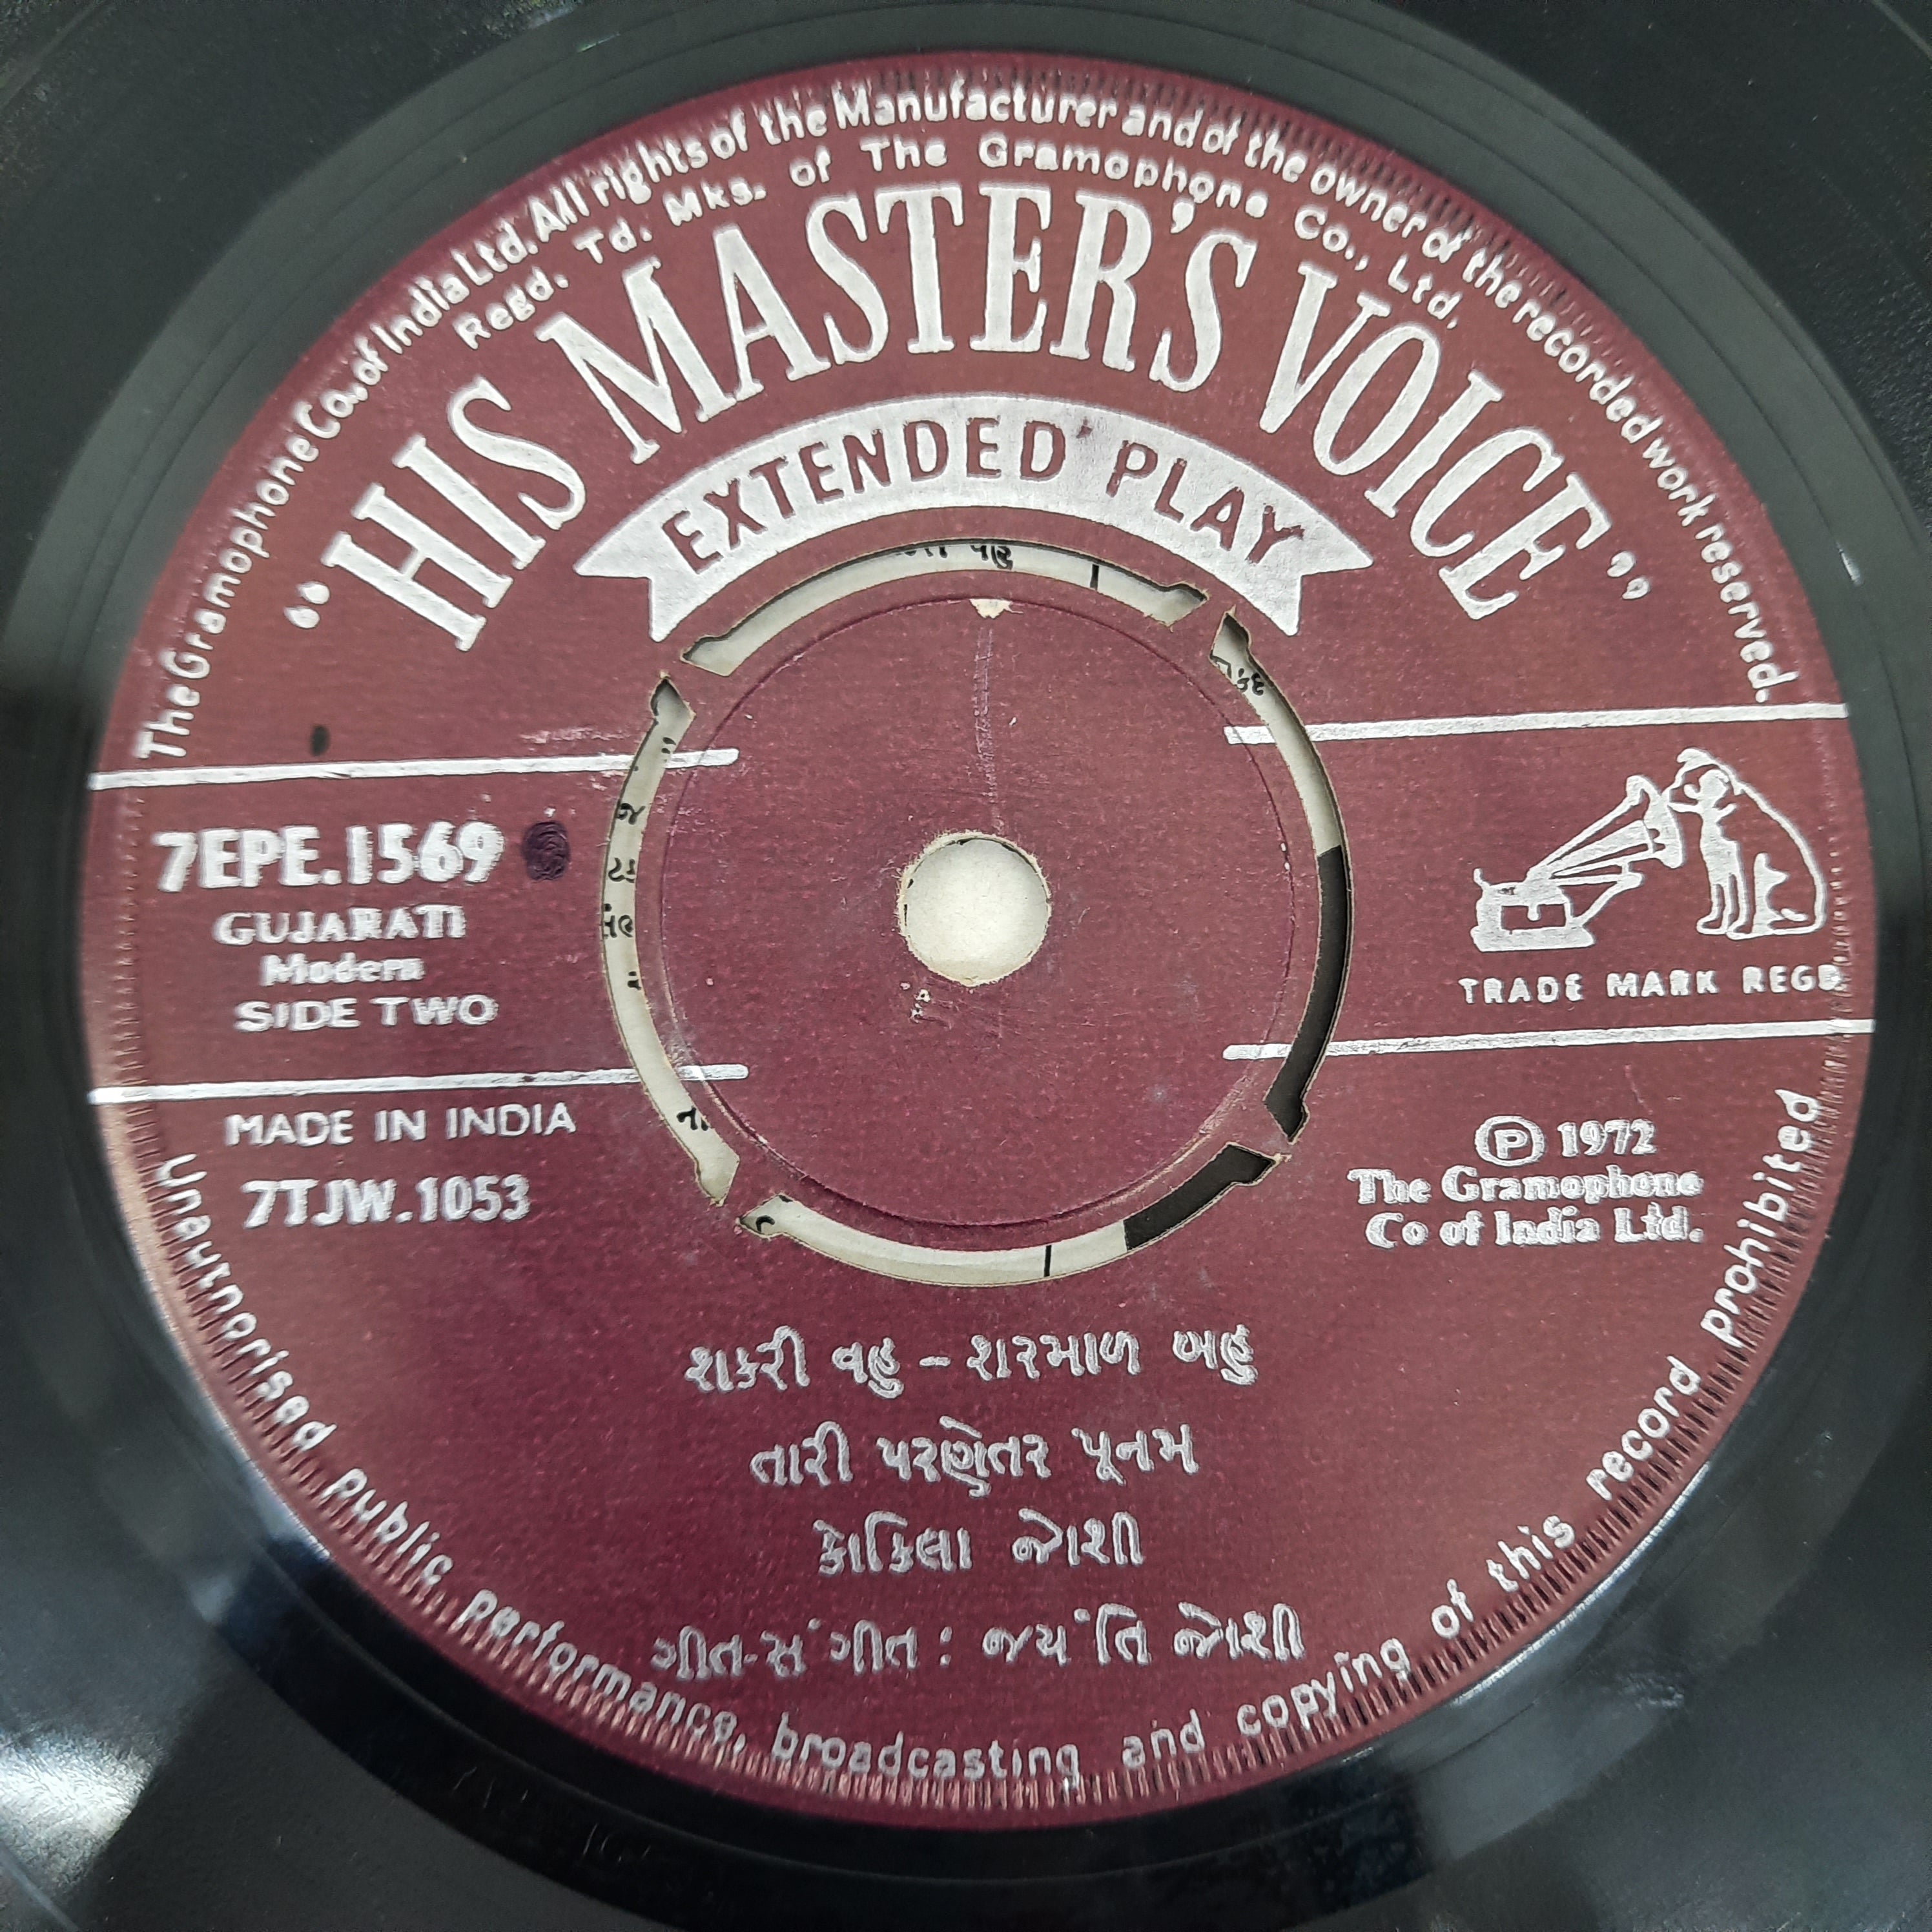 The Gramophone Co. of India Ltd. All rights of the Manufacturer and of the owner of the recorded work reserved.
Regd. Td. Mks. of The Gramophone Co., Ltd.
“HIS MASTER'S VOICE”
EXTENDED PLAY
7EPE.1569
GUJARATI
Modern
SIDE TWO
TRADE MARK REGD
MADE IN INDIA
7TJW.1053
Ⓟ 1972
The Gramophone
Co of India Ltd.
શકરી વહુ – શરમાળ બહુ
તારી પરણેતર પૂનમ
કોકિલા જોશી
ગીત-સંગીત : જયંતિ જોશી
Unauthorised public performance, broadcasting and copying of this record prohibited